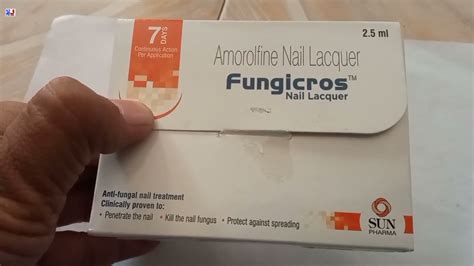 7
DAYS
Continuous Action
Per Application
2.5 ml
Amorolfine Nail Lacquer
Fungicros™
Nail Lacquer
Anti-fungal nail treatment
Clinically proven to:
• Penetrate the nail • Kill the nail fungus • Protect against spreading
SUN
PHARMA